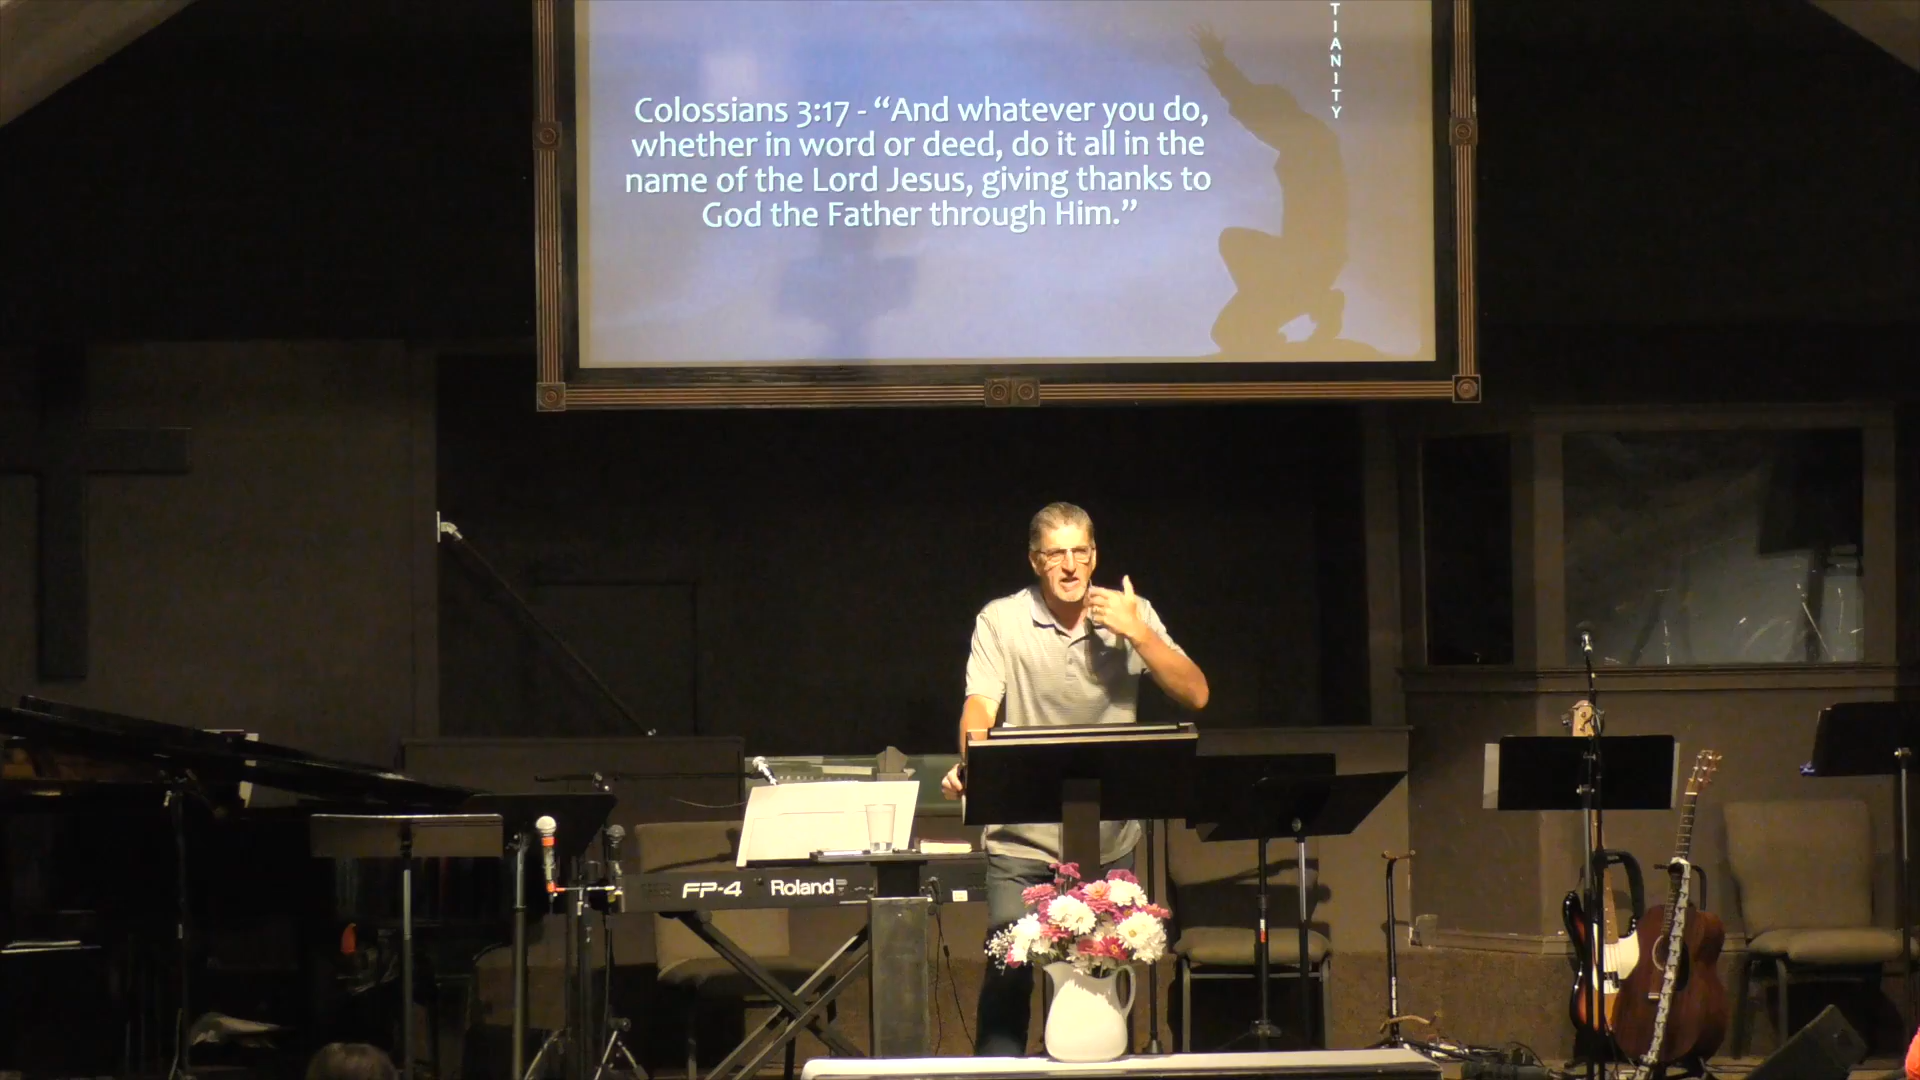 TIANITY
Colossians 3:17 - “And whatever you do,
whether in word or deed, do it all in the
name of the Lord Jesus, giving thanks to
God the Father through Him.”
FP-4 Roland